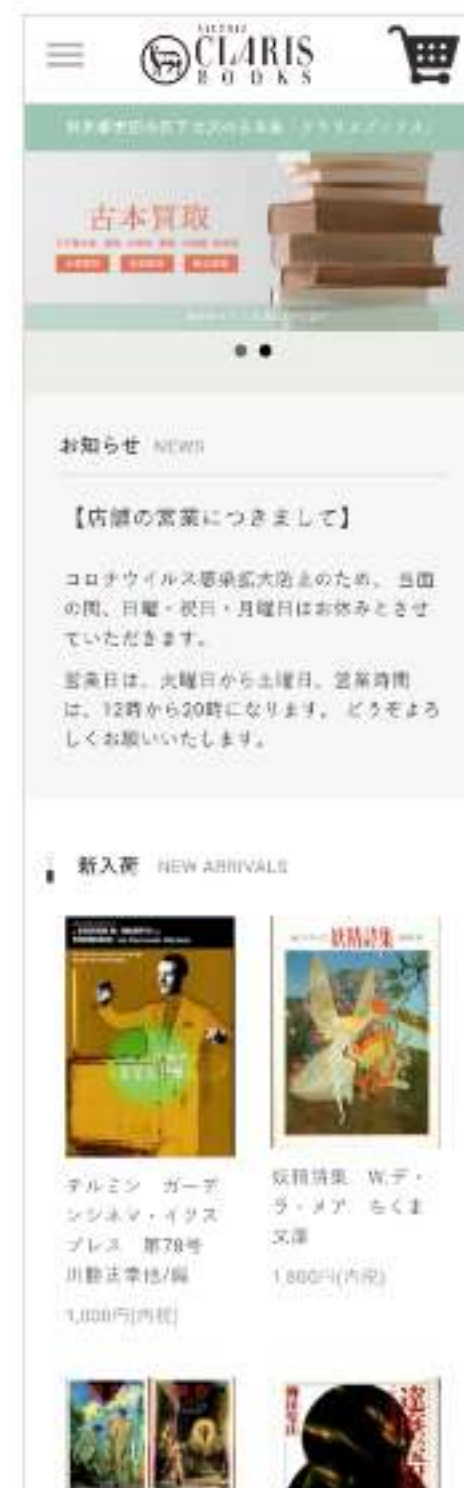 CLARIS
BOOKS
古本買取
お知らせ NEWS
【店舗の営業につきまして】
コロナウイルス感染拡大防止のため、 当面
の間、日曜・祝日・月曜日はお休みとさせ
ていただきます。
営業日は、火曜日から土曜日、営業時間
は、12時から20時になります。 どうぞよろ
しくお願いいたします。
新入荷 NEW ARRIVALS
妖精詩集
テルミン ガーデ
ンシネマ・イクス
プレス 第78号
川勝正幸他/編
1,000円(内税)
妖精詩集 W.デ・
ラ・メア ちくま
文庫
1,800円(内税)